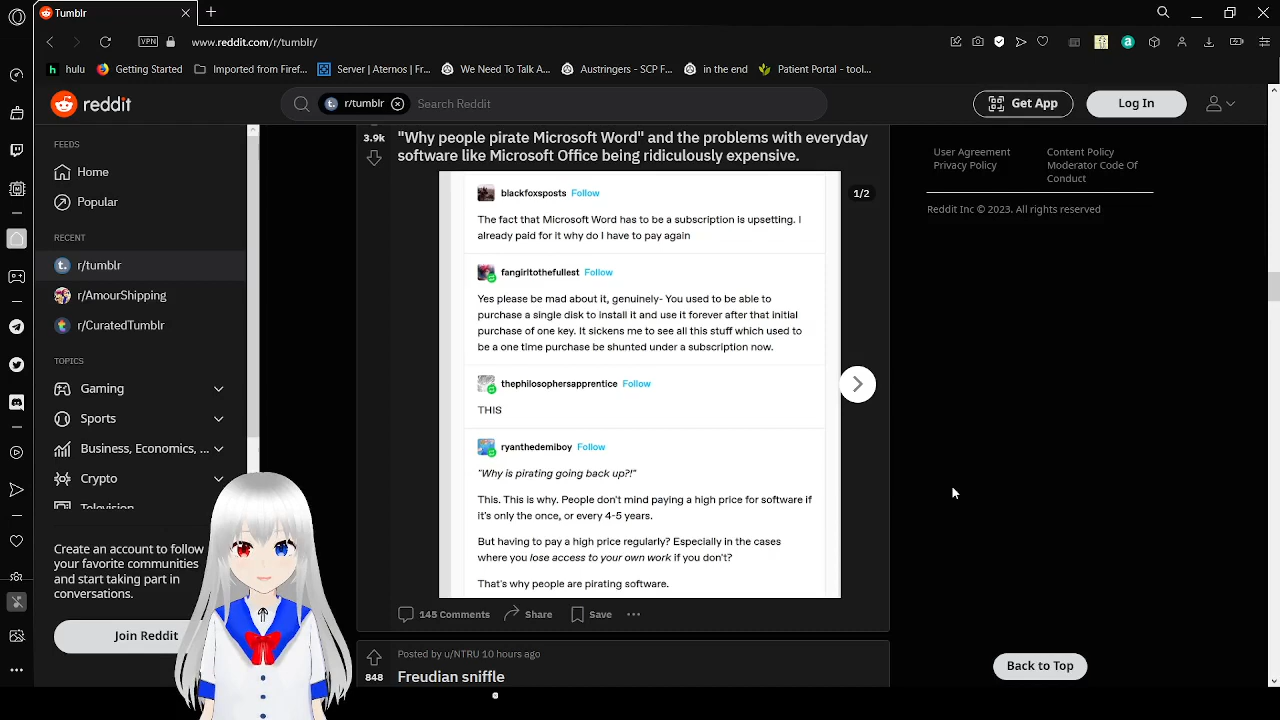 Tumblr
VPN
www.reddit.com/r/tumblr/
hulu
Getting Started
Imported from Firef...
Server | Aternos | Fr...
We Need To Talk A...
Austringers - SCP F...
in the end
Patient Portal - tool...
reddit
r/tumblr
Search Reddit
Get App
Log In
FEEDS
Home
Popular
RECENT
r/tumblr
r/AmourShipping
r/CuratedTumblr
TOPICS
Gaming
Sports
Business, Economics, ...
Crypto
Television
Create an account to follow
your favorite communities
and start taking part in
conversations.
Join Reddit
3.9k
"Why people pirate Microsoft Word" and the problems with everyday
software like Microsoft Office being ridiculously expensive.
1/2
blackfoxsposts Follow
The fact that Microsoft Word has to be a subscription is upsetting. I
already paid for it why do I have to pay again
fangirltothefullest Follow
Yes please be mad about it, genuinely- You used to be able to
purchase a single disk to install it and use it forever after that initial
purchase of one key. It sickens me to see all this stuff which used to
be a one time purchase be shunted under a subscription now.
thephilosophersapprentice Follow
THIS
ryanthedemiboy Follow
"Why is pirating going back up?!"
This. This is why. People don't mind paying a high price for software if
it's only the once, or every 4-5 years.
But having to pay a high price regularly? Especially in the cases
where you lose access to your own work if you don't?
That's why people are pirating software.
145 Comments
Share
Save
Posted by u/NTRU 10 hours ago
848
Freudian sniffle
User Agreement
Privacy Policy
Content Policy
Moderator Code Of
Conduct
Reddit Inc © 2023. All rights reserved
Back to Top